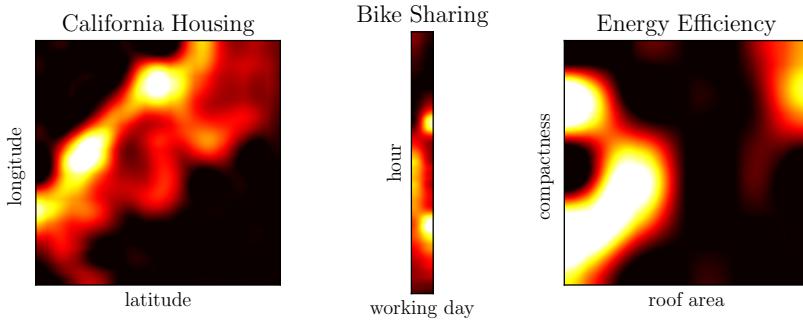 California Housing
longitude
latitude
Bike Sharing
hour
working day
Energy Efficiency
compactness
roof area